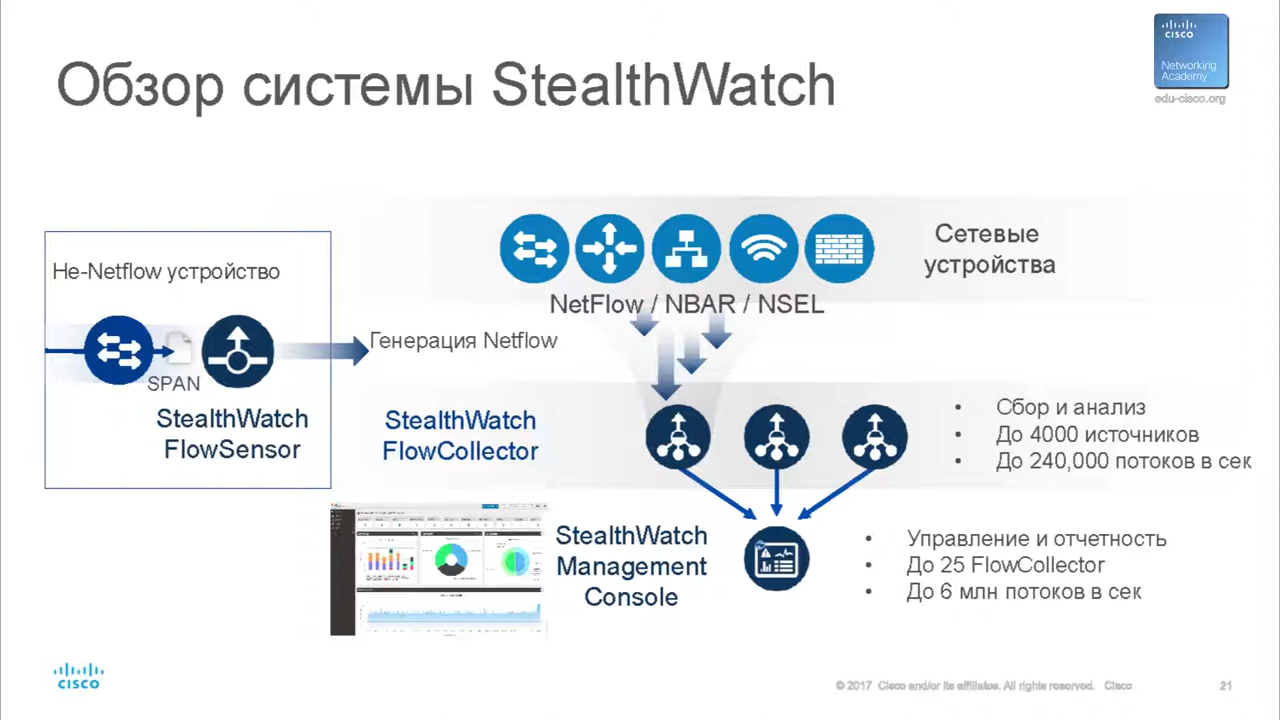 CISCO
Networking
Academy
edu-cisco.org
Обзор системы StealthWatch
Не-Netflow устройство
SPAN
StealthWatch
FlowSensor
Сетевые
устройства
NetFlow / NBAR / NSEL
Генерация Netflow
StealthWatch
FlowCollector
• Сбор и анализ
• До 4000 источников
• До 240,000 потоков в сек
StealthWatch
Management
Console
• Управление и отчетность
• До 25 FlowCollector
• До 6 млн потоков в сек
CISCO
© 2017 Cisco and/or its affiliates. All rights reserved. Cisco
21